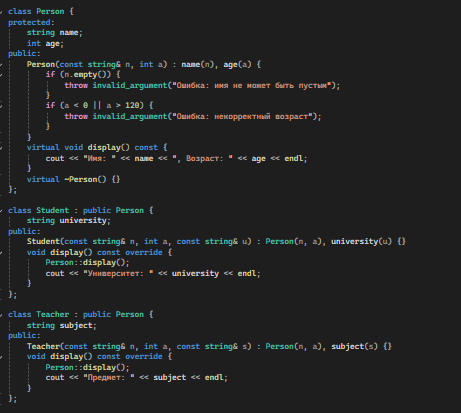 class Person {
protected:
    string name;
    int age;
public:
    Person(const string& n, int a) : name(n), age(a) {
        if (n.empty()) {
            throw invalid_argument("Ошибка: имя не может быть пустым");
        }
        if (a < 0 || a > 120) {
            throw invalid_argument("Ошибка: некорректный возраст");
        }
    }
    virtual void display() const {
        cout << "Имя: " << name << ", Возраст: " << age << endl;
    }
    virtual ~Person() {}
};

class Student : public Person {
    string university;
public:
    Student(const string& n, int a, const string& u) : Person(n, a), university(u) {}
    void display() const override {
        Person::display();
        cout << "Университет: " << university << endl;
    }
};

class Teacher : public Person {
    string subject;
public:
    Teacher(const string& n, int a, const string& s) : Person(n, a), subject(s) {}
    void display() const override {
        Person::display();
        cout << "Предмет: " << subject << endl;
    }
};